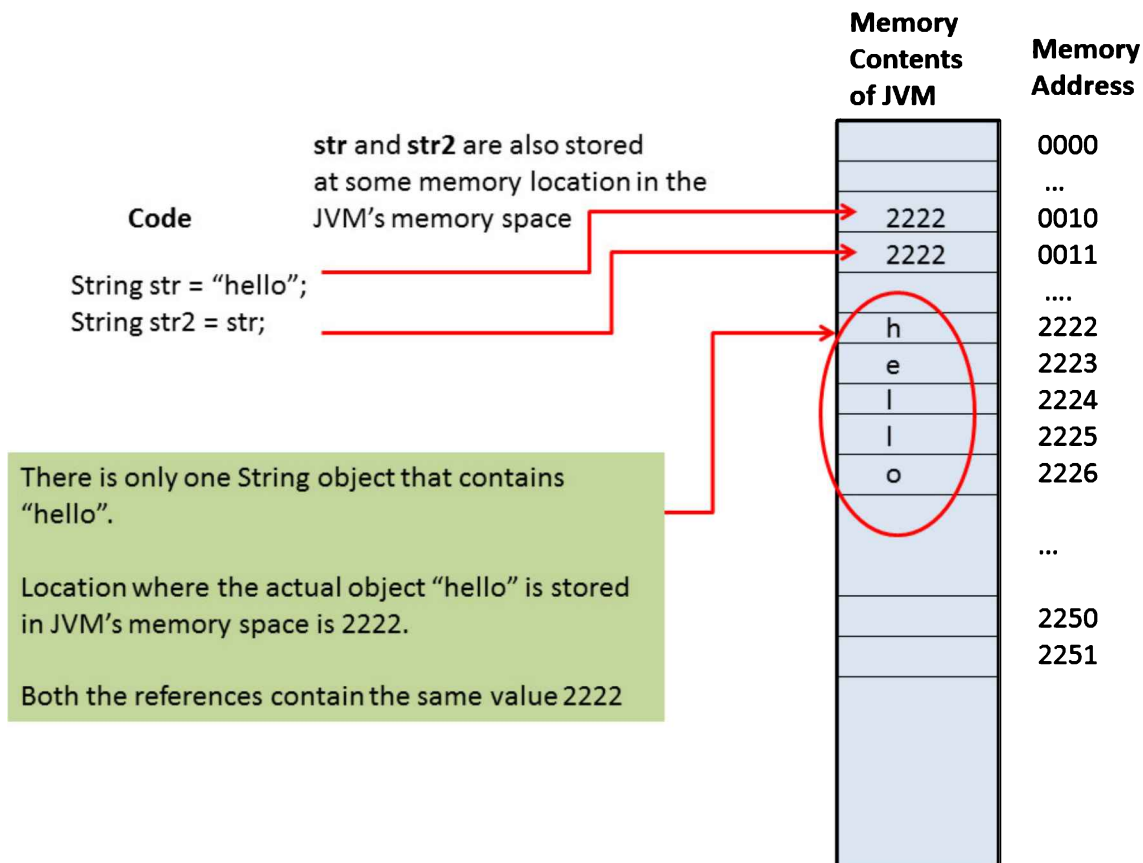 Memory
Contents
of JVM
Memory
Address
str and str2 are also stored
at some memory location in the
JVM's memory space
Code
String str = “hello”;
String str2 = str;
0000
...
2222 0010
2222 0011
....
h 2222
e 2223
l 2224
l 2225
o 2226
...
2250
2251
There is only one String object that contains
“hello”.
Location where the actual object “hello” is stored
in JVM's memory space is 2222.
Both the references contain the same value 2222